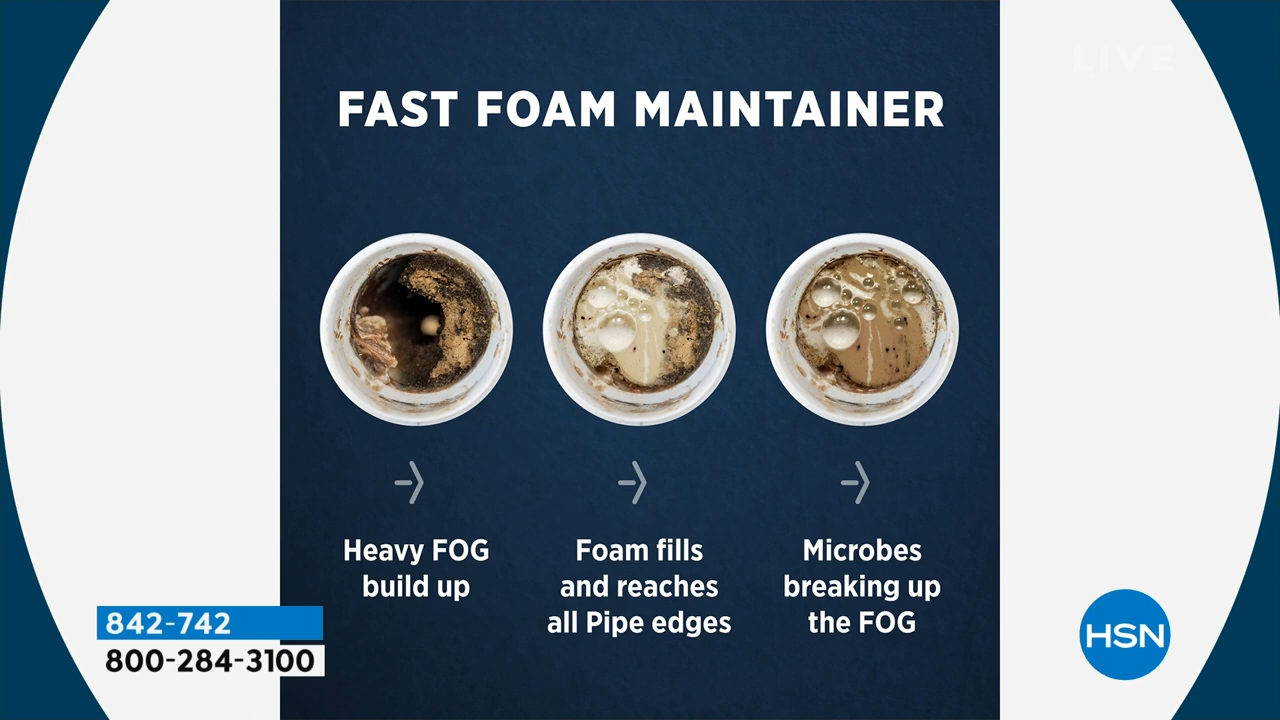 LIVE
FAST FOAM MAINTAINER
Heavy FOG
build up
Foam fills
and reaches
all Pipe edges
Microbes
breaking up
the FOG
842-742
800-284-3100
HSN